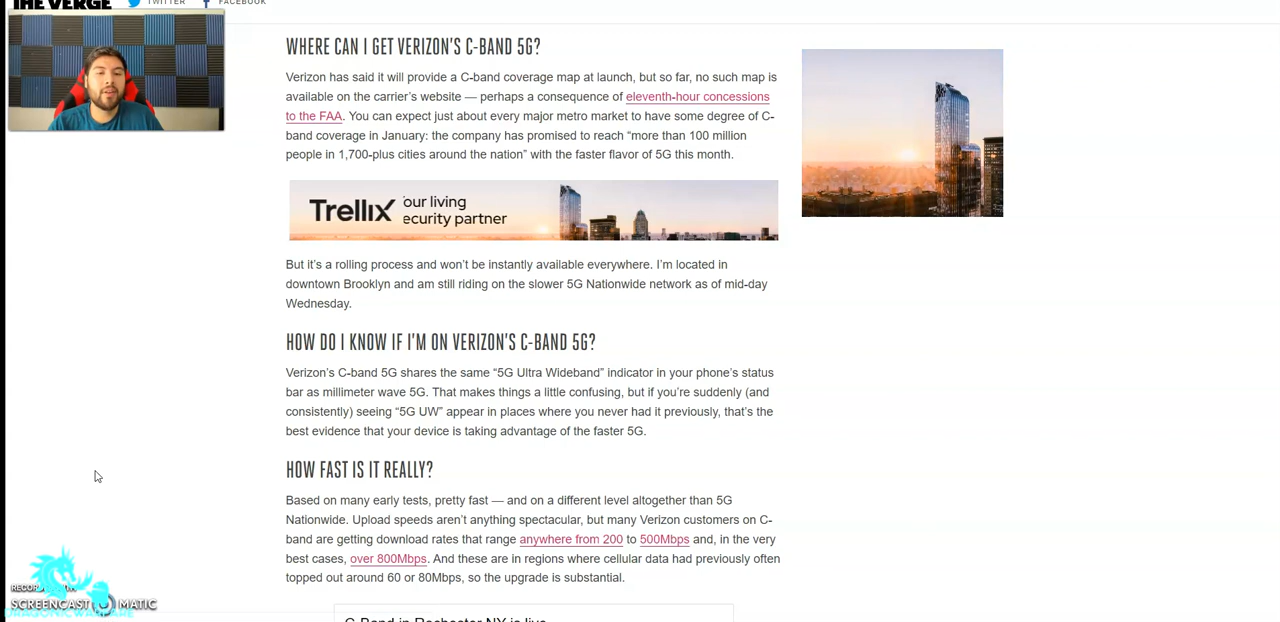 THE VERGE TWITTER FACEBOOK
WHERE CAN I GET VERIZON'S C-BAND 5G?
Verizon has said it will provide a C-band coverage map at launch, but so far, no such map is
available on the carrier's website — perhaps a consequence of eleventh-hour concessions
to the FAA. You can expect just about every major metro market to have some degree of C-
band coverage in January: the company has promised to reach “more than 100 million
people in 1,700-plus cities around the nation” with the faster flavor of 5G this month.
Trellix
our living
ecurity partner
But it's a rolling process and won't be instantly available everywhere. I'm located in
downtown Brooklyn and am still riding on the slower 5G Nationwide network as of mid-day
Wednesday.
HOW DO I KNOW IF I'M ON VERIZON'S C-BAND 5G?
Verizon's C-band 5G shares the same “5G Ultra Wideband” indicator in your phone's status
bar as millimeter wave 5G. That makes things a little confusing, but if you're suddenly (and
consistently) seeing “5G UW” appear in places where you never had it previously, that's the
best evidence that your device is taking advantage of the faster 5G.
HOW FAST IS IT REALLY?
Based on many early tests, pretty fast — and on a different level altogether than 5G
Nationwide. Upload speeds aren't anything spectacular, but many Verizon customers on C-
band are getting download rates that range anywhere from 200 to 500Mbps and, in the very
best cases, over 800Mbps. And these are in regions where cellular data had previously often
topped out around 60 or 80Mbps, so the upgrade is substantial.
C-Band in Rochester NY is live
SCREENCAST MATIC